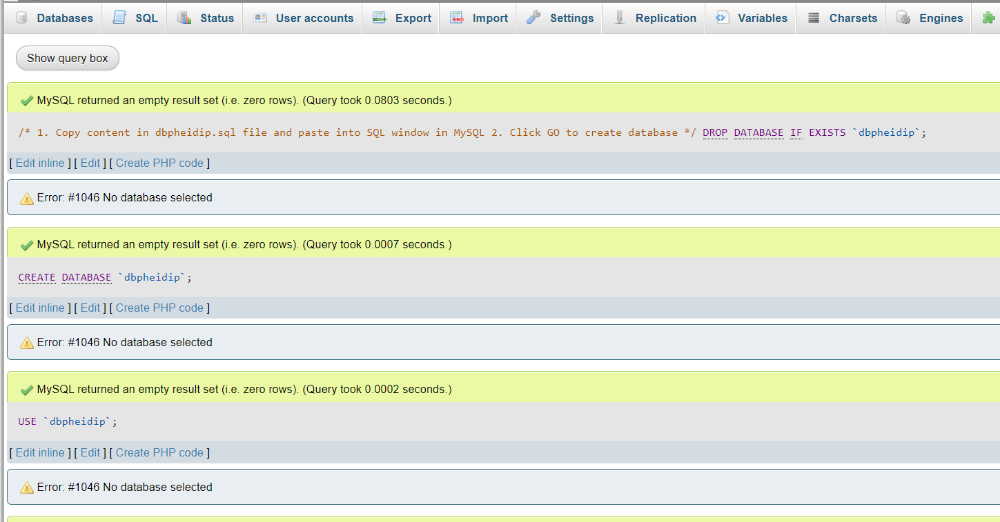 Databases SQL Status User accounts Export Import Settings Replication Variables Charsets Engines
Show query box
MySQL returned an empty result set (i.e. zero rows). (Query took 0.0803 seconds.)
/* 1. Copy content in dbpheidip.sql file and paste into SQL window in MySQL 2. Click GO to create database */ DROP DATABASE IF EXISTS `dbpheidip`;
[ Edit inline ] [ Edit ] [ Create PHP code ]
Error: #1046 No database selected
MySQL returned an empty result set (i.e. zero rows). (Query took 0.0007 seconds.)
CREATE DATABASE `dbpheidip`;
[ Edit inline ] [ Edit ] [ Create PHP code ]
Error: #1046 No database selected
MySQL returned an empty result set (i.e. zero rows). (Query took 0.0002 seconds.)
USE `dbpheidip`;
[ Edit inline ] [ Edit ] [ Create PHP code ]
Error: #1046 No database selected